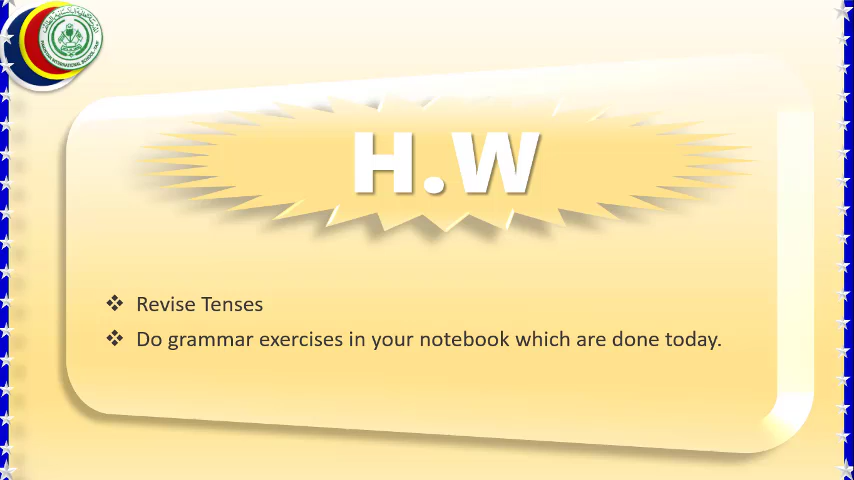 H.W
❖ Revise Tenses
❖ Do grammar exercises in your notebook which are done today.